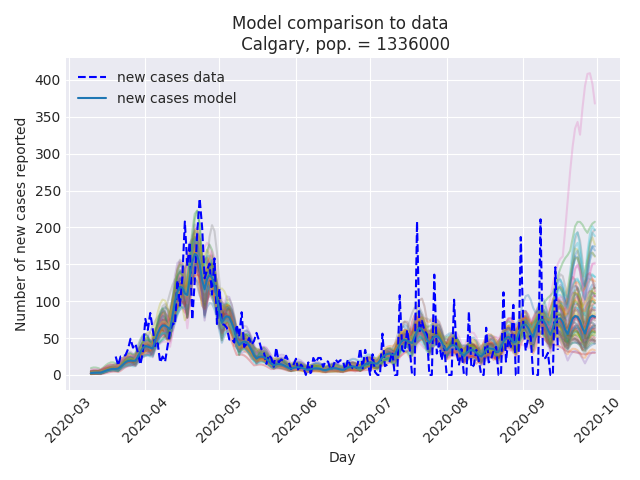 Model comparison to data
Calgary, pop. = 1336000
new cases data
new cases model
Number of new cases reported
400
350
300
250
200
150
100
50
0
2020-03
2020-04
2020-05
2020-06
2020-07
2020-08
2020-09
2020-10
Day